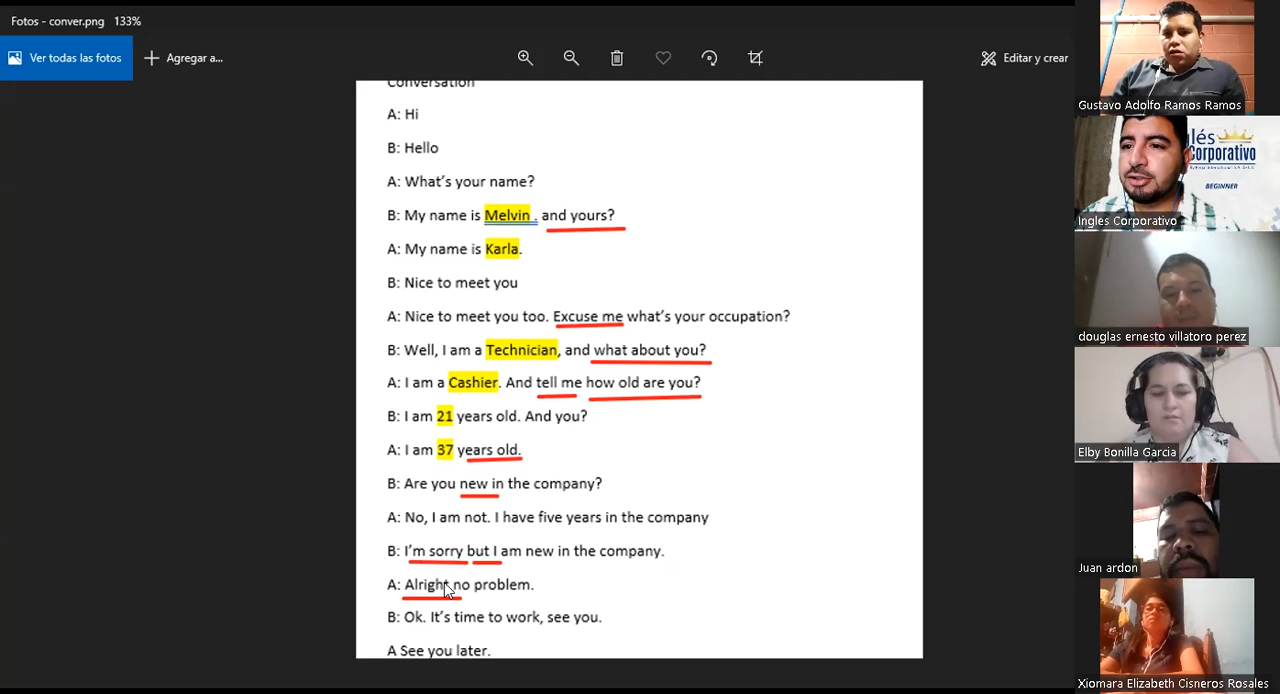 Fotos - conver.png 133%
Ver todas las fotos
Agregar a...
Editar y crear
Conversation
A: Hi
B: Hello
A: What's your name?
B: My name is Melvin . and yours?
A: My name is Karla.
B: Nice to meet you
A: Nice to meet you too. Excuse me what's your occupation?
B: Well, I am a Technician, and what about you?
A: I am a Cashier. And tell me how old are you?
B: I am 21 years old. And you?
A: I am 37 years old.
B: Are you new in the company?
A: No, I am not. I have five years in the company
B: I'm sorry but I am new in the company.
A: Alright no problem.
B: Ok. It's time to work, see you.
A See you later.
Gustavo Adolfo Ramos Ramos
lés
Corporativo
BEGINNER
Ingles Corporativo
douglas ernesto villatoro perez
Elby Bonilla Garcia
Juan ardon
Xiomara Elizabeth Cisneros Rosales